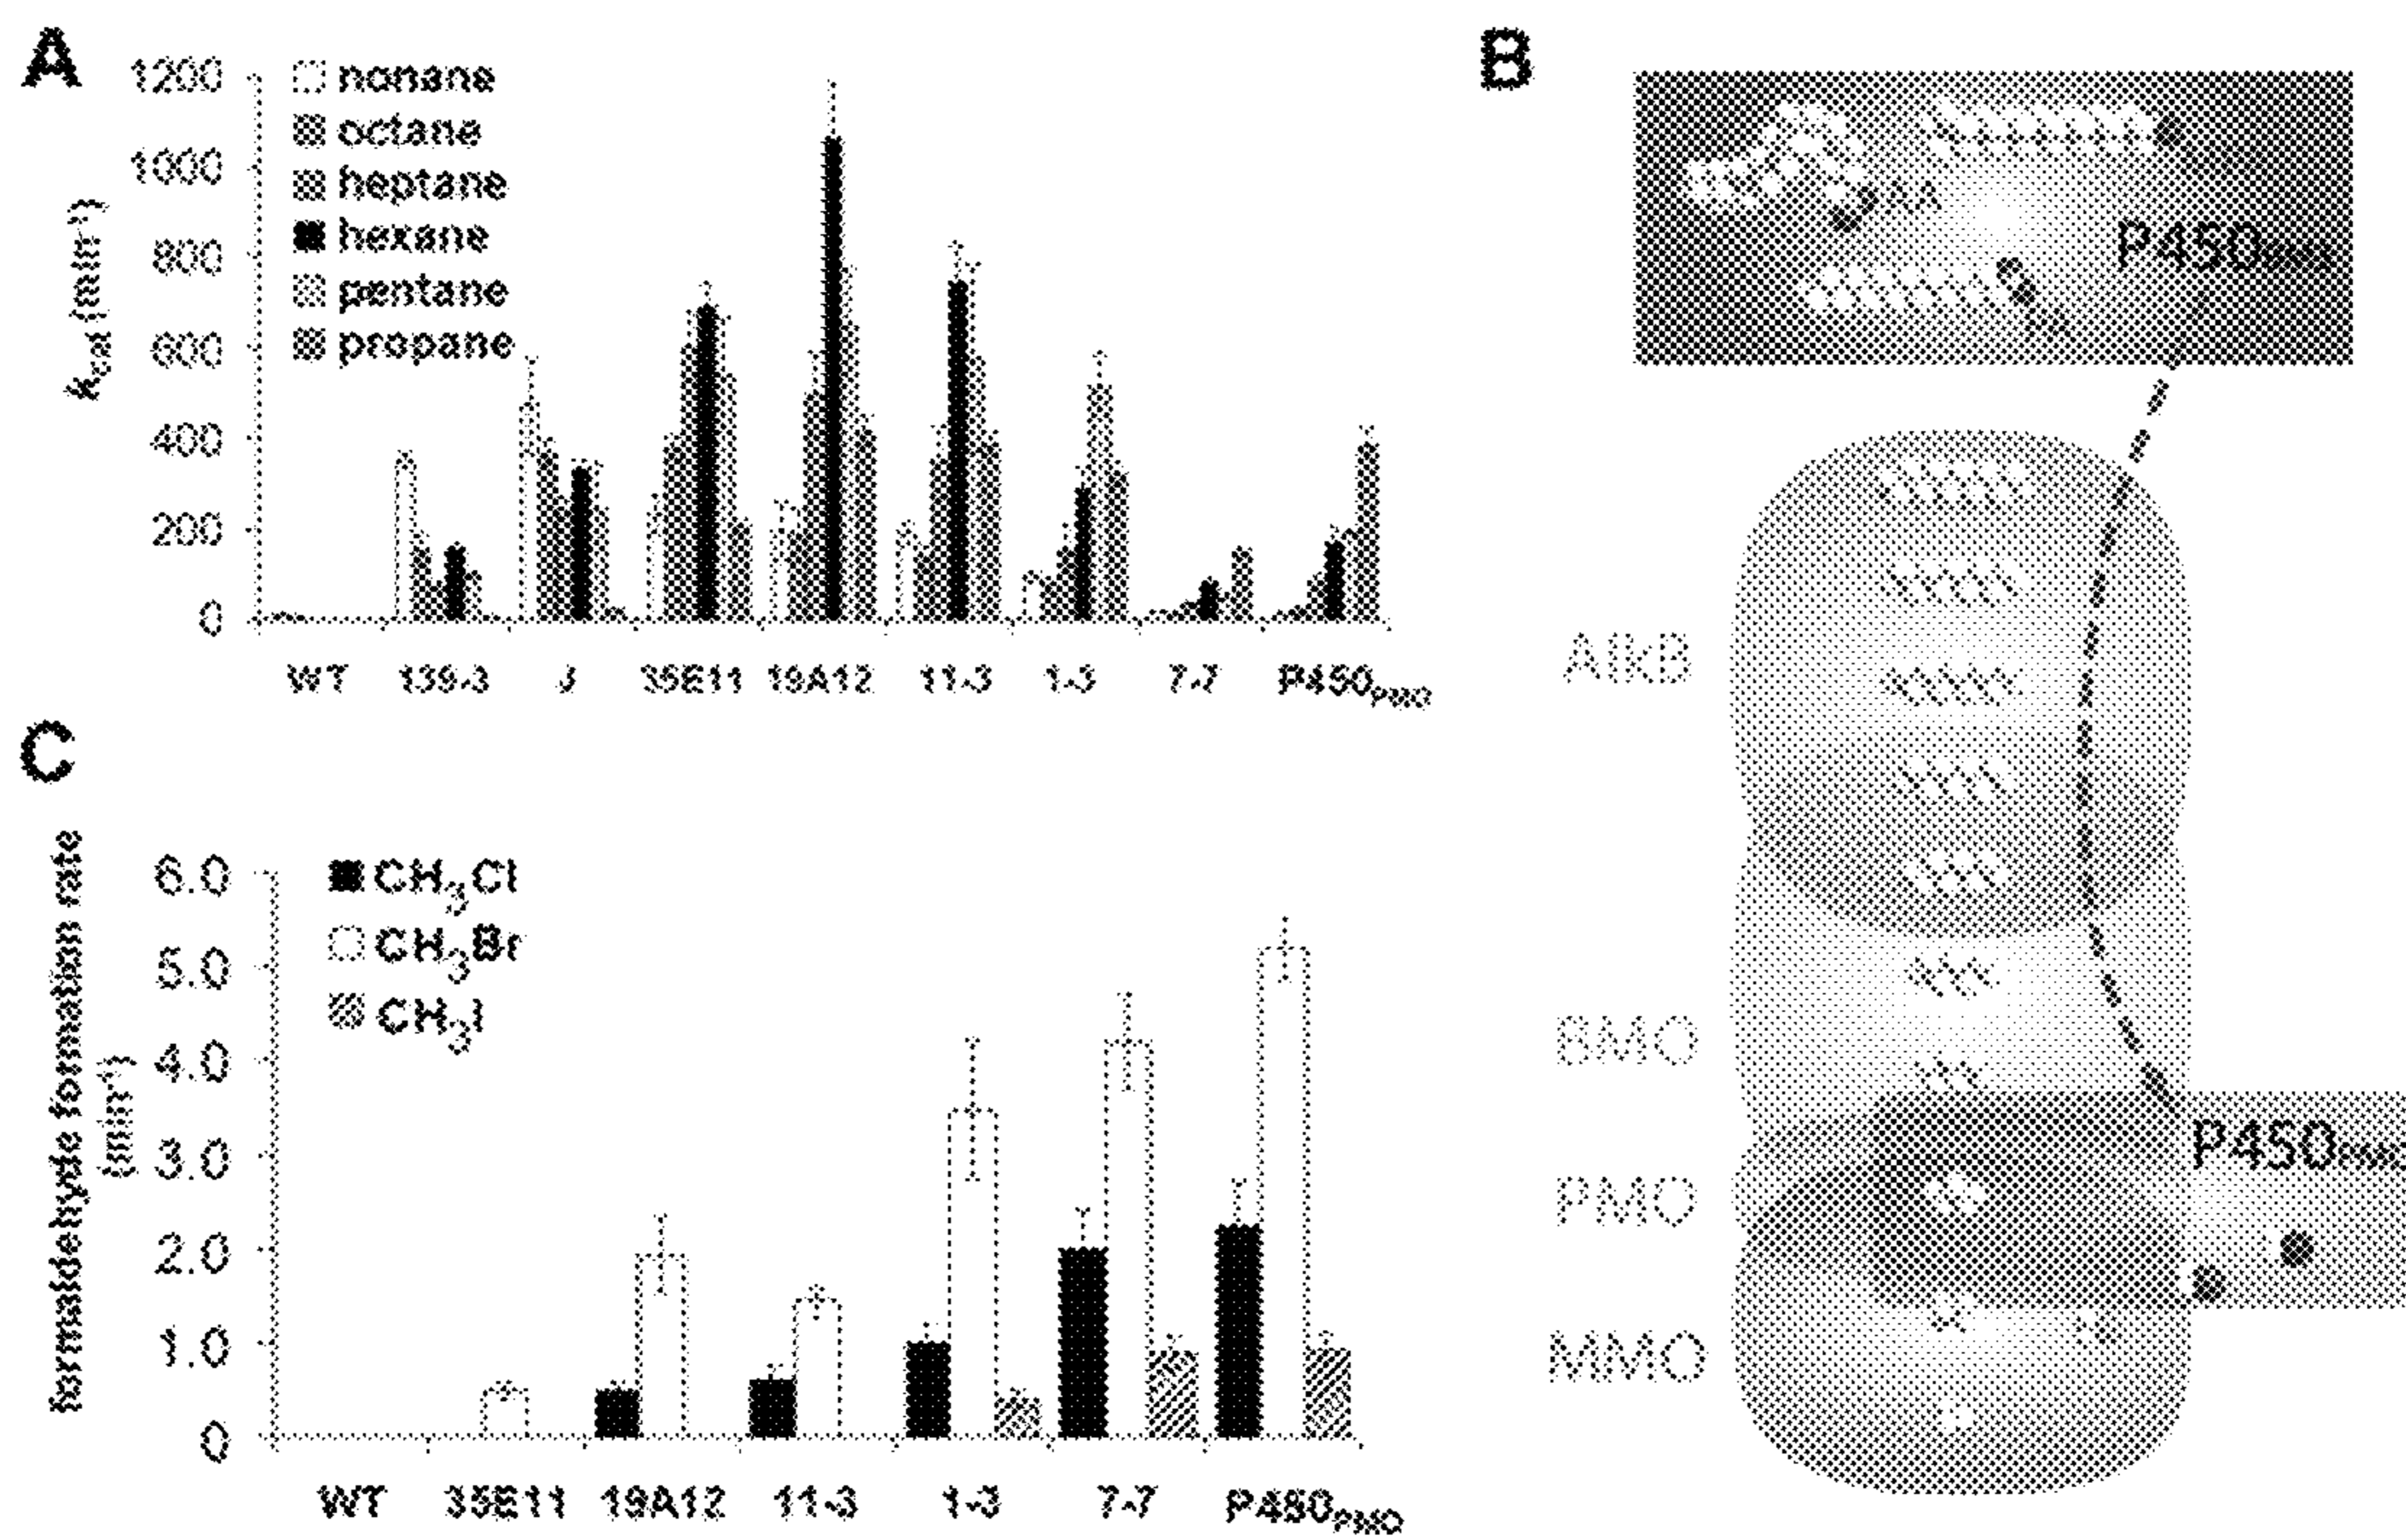 A
1200
1000
800
600
400
200
0
kcat (min-1)
nonane
octane
heptane
hexane
pentane
propane
WT 139-3 J 35E11 19A12 11-3 1-3 7-7 P450PMO
B
P450
AlkB
BMO
PMO
MMO
P450
C
formaldehyde formation rate
(min-1)
6.0
5.0
4.0
3.0
2.0
1.0
0
CH3Cl
CH3Br
CH3I
WT 35E11 19A12 11-3 1-3 7-7 P450PMO